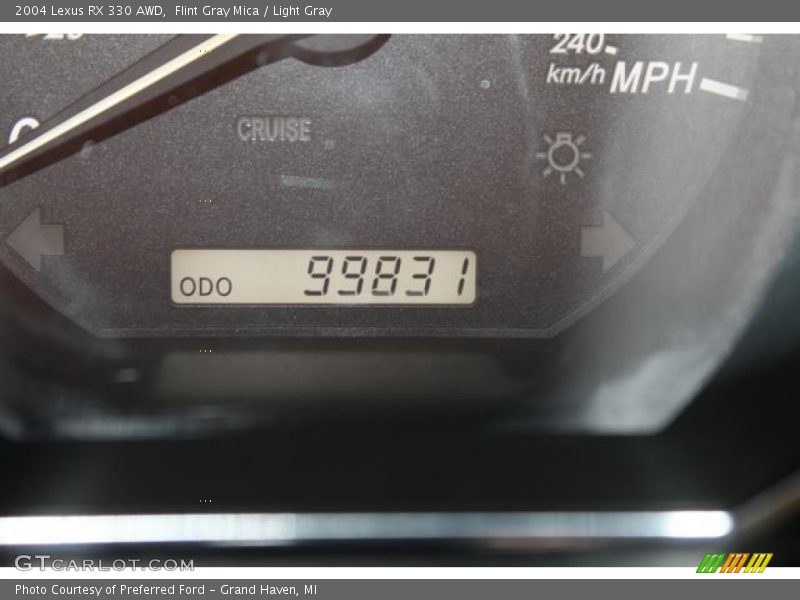 2004 Lexus RX 330 AWD,  Flint Gray Mica / Light Gray
240
km/h MPH
CRUISE
ODO 99831
GTCARLOT.COM
Photo Courtesy of Preferred Ford – Grand Haven, MI